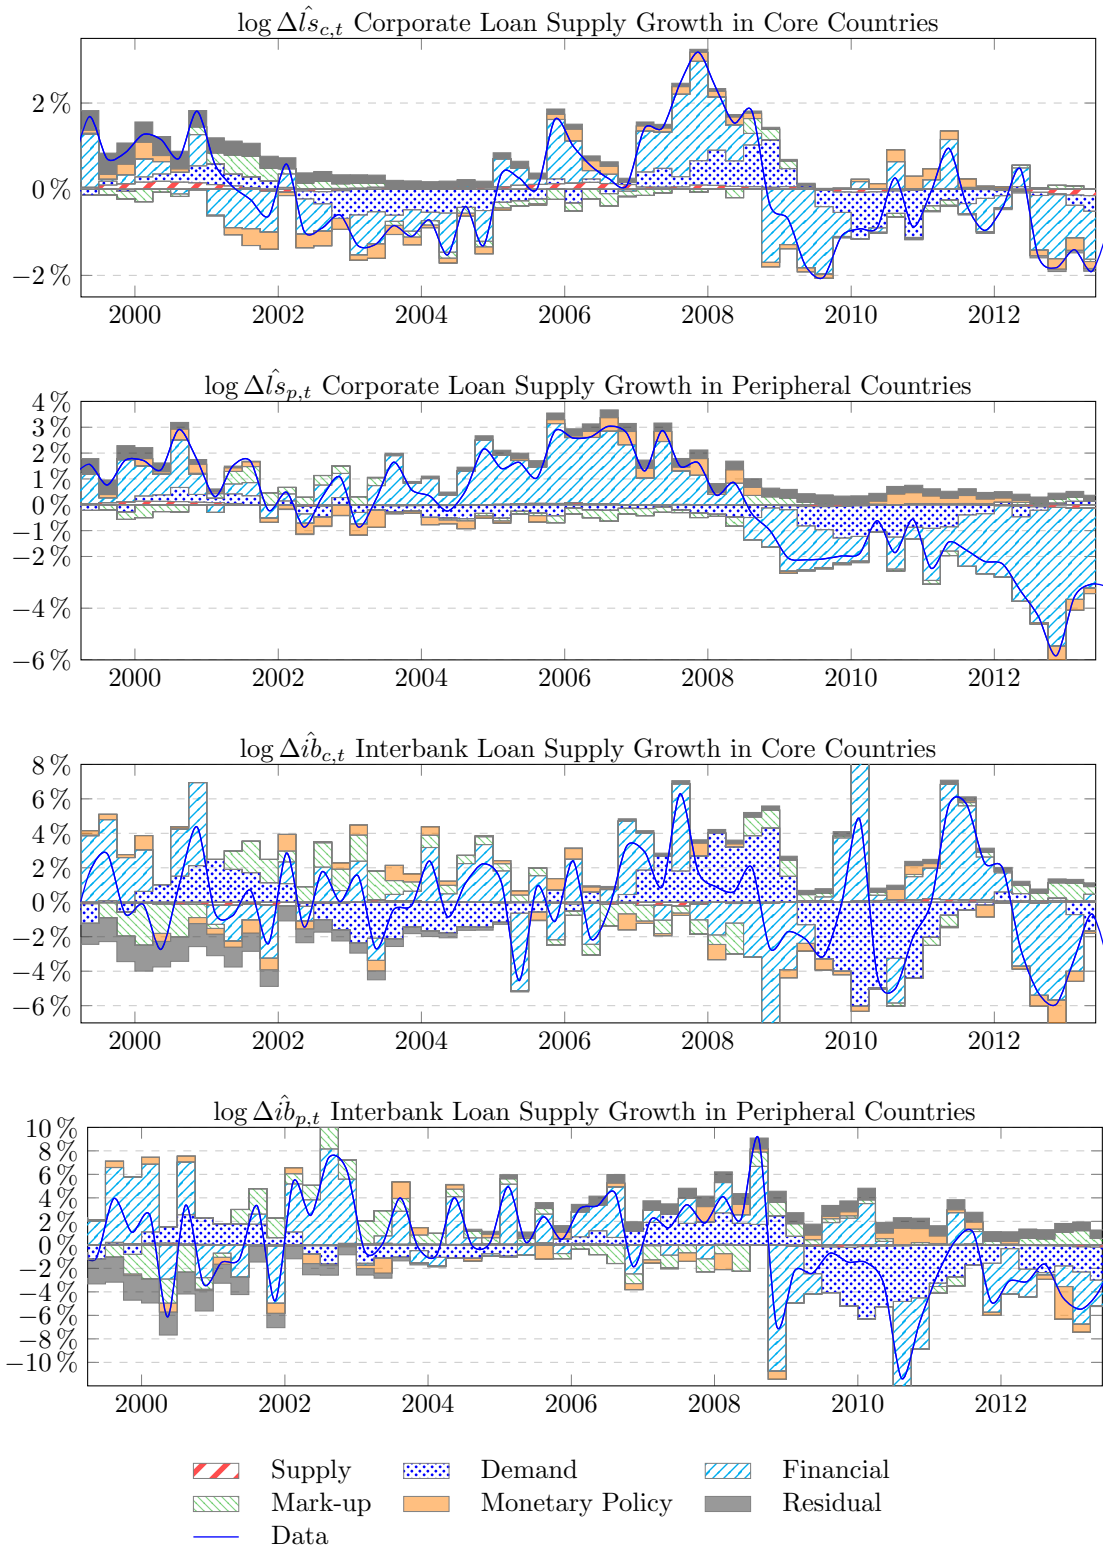 log Δl̂s_{c,t} Corporate Loan Supply Growth in Core Countries
2 %
0 %
−2 %
2000 2002 2004 2006 2008 2010 2012
log Δl̂s_{p,t} Corporate Loan Supply Growth in Peripheral Countries
4 %
3 %
2 %
1 %
0 %
−1 %
−2 %
−4 %
−6 %
2000 2002 2004 2006 2008 2010 2012
log Δîb_{c,t} Interbank Loan Supply Growth in Core Countries
8 %
6 %
4 %
2 %
0 %
−2 %
−4 %
−6 %
2000 2002 2004 2006 2008 2010 2012
log Δîb_{p,t} Interbank Loan Supply Growth in Peripheral Countries
10 %
8 %
6 %
4 %
2 %
0 %
−2 %
−4 %
−6 %
−8 %
−10 %
2000 2002 2004 2006 2008 2010 2012
Supply Demand Financial
Mark-up Monetary Policy Residual
Data